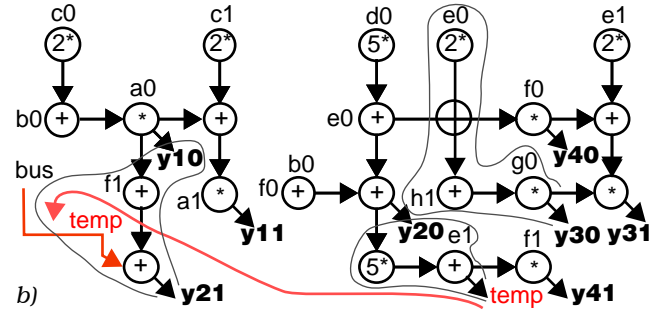 c0 c1 d0 e0 e1
2* 2* 5* 2* 2*
a0 f0
b0 + * + e0 + * +
y10 y40
bus f1 b0 g0
+ * f0 + + h1 + * *
temp a1 y11 y20 e1 y30 y31
+ 5* + f1 *
b) y21 temp y41